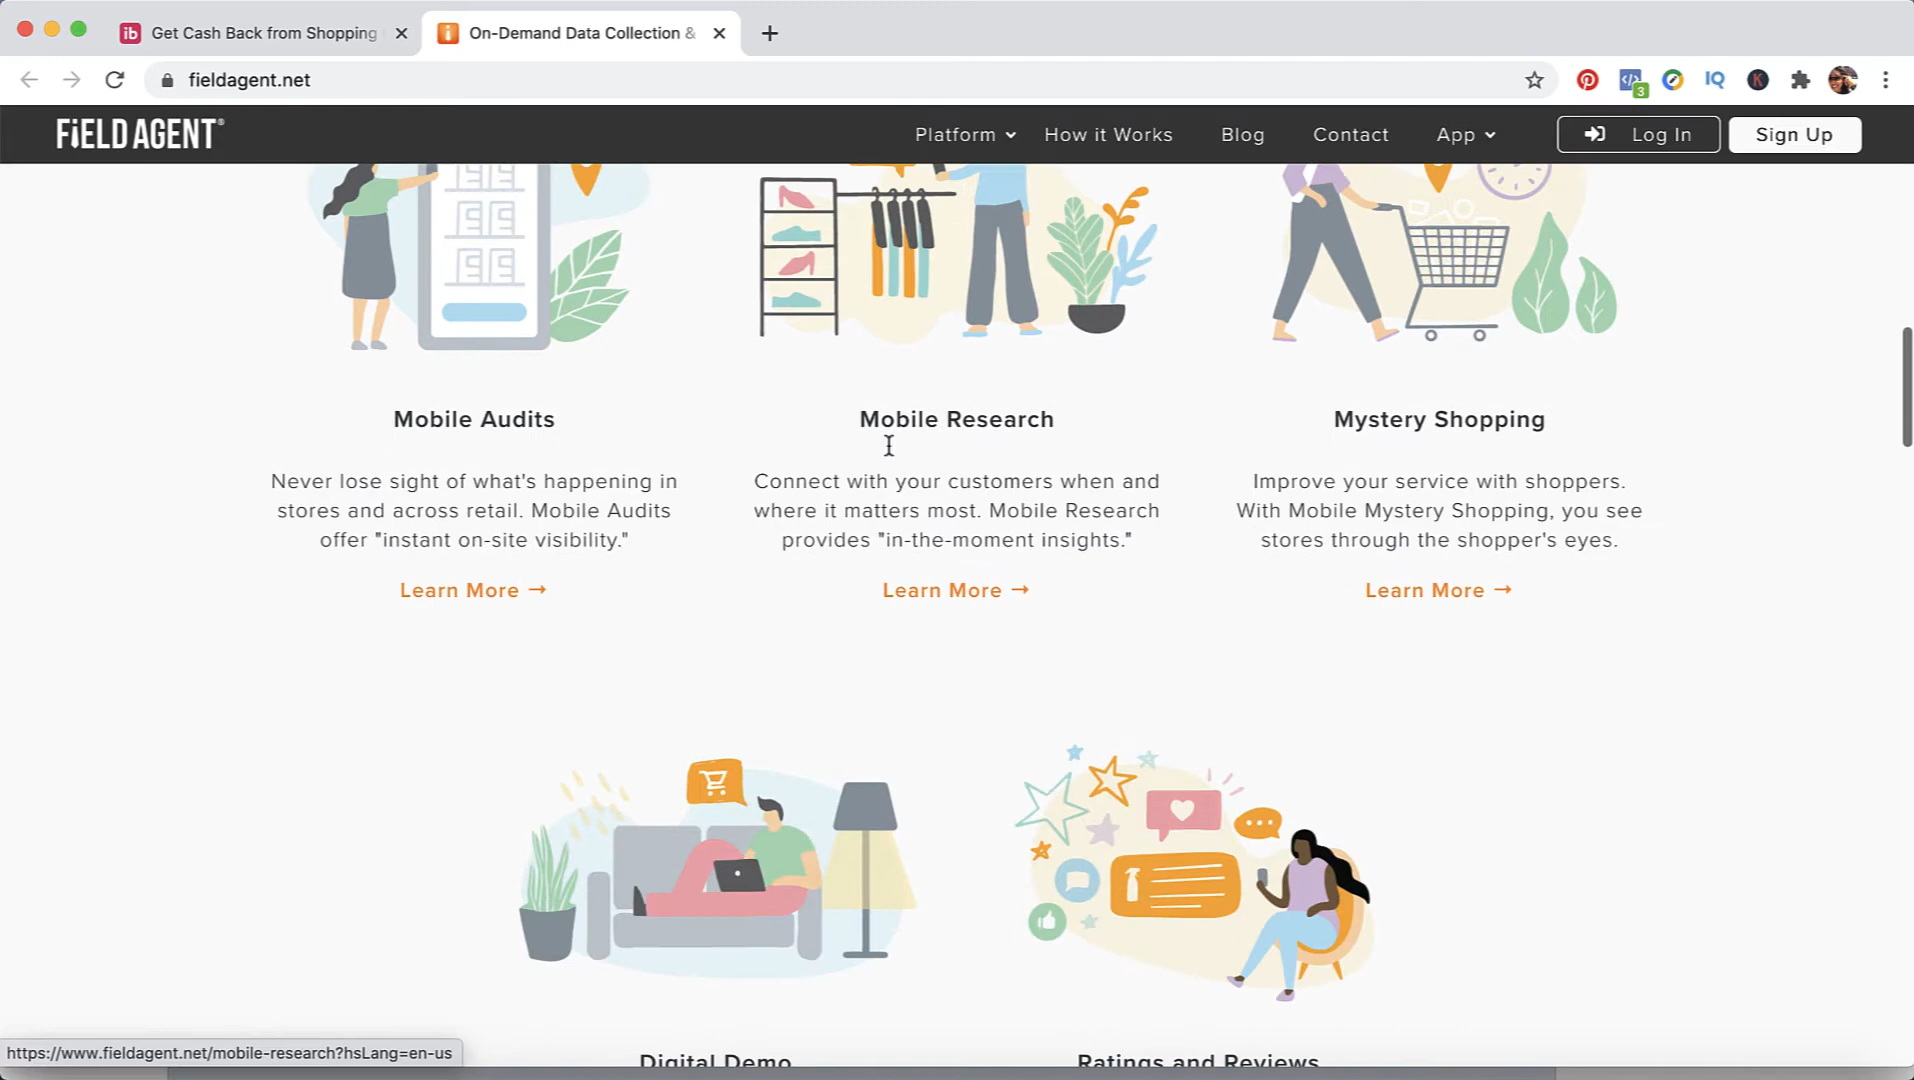 ib Get Cash Back from Shopping
On-Demand Data Collection &
fieldagent.net
3
IQ
K
FiELD AGENT®
Platform
How it Works
Blog
Contact
App
Log In
Sign Up
Mobile Audits
Mobile Research
Mystery Shopping
Never lose sight of what's happening in
stores and across retail. Mobile Audits
offer "instant on-site visibility."
Connect with your customers when and
where it matters most. Mobile Research
provides "in-the-moment insights."
Improve your service with shoppers.
With Mobile Mystery Shopping, you see
stores through the shopper's eyes.
Learn More →
Learn More →
Learn More →
https://www.fieldagent.net/mobile-research?hsLang=en-us
Digital Demo
Ratings and Reviews